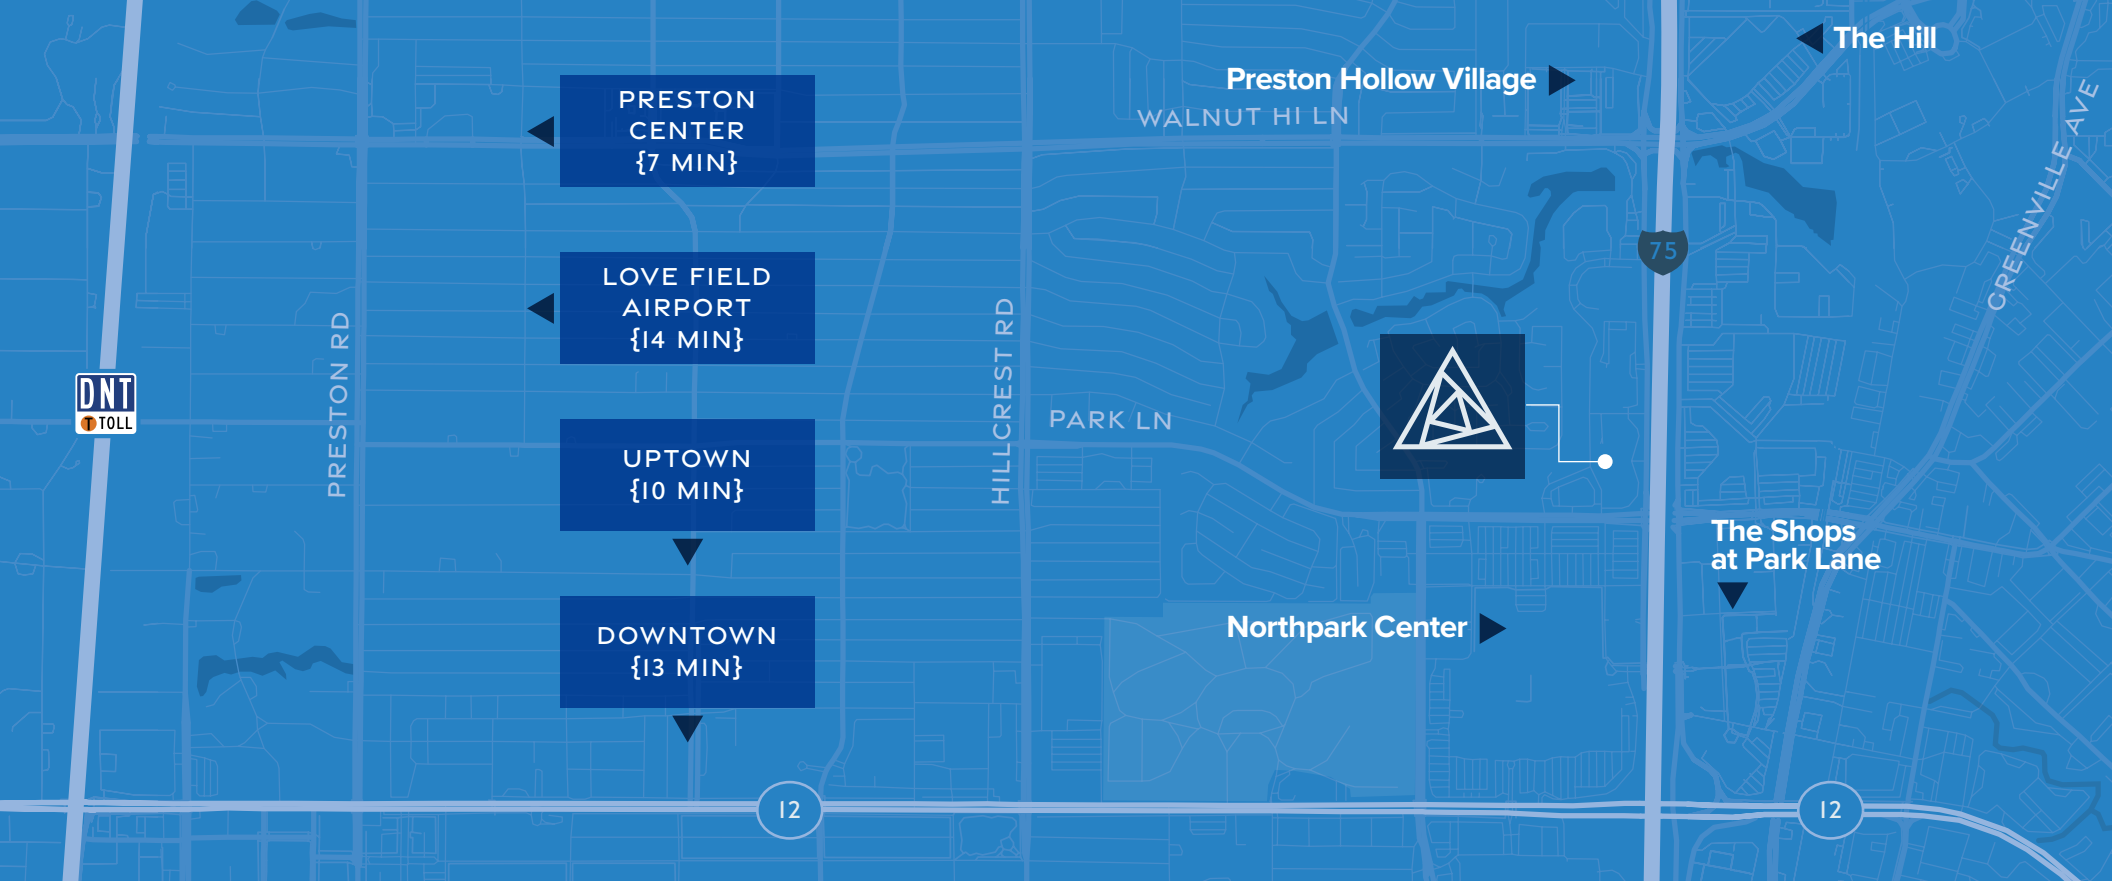 The Hill
Preston Hollow Village
PRESTON
CENTER
{7 MIN}
WALNUT HI LN
GREENVILLE AVE
75
LOVE FIELD
AIRPORT
{14 MIN}
PRESTON RD
HILLCREST RD
DNT
T TOLL
PARK LN
UPTOWN
{10 MIN}
The Shops
at Park Lane
DOWNTOWN
{13 MIN}
Northpark Center
12
12